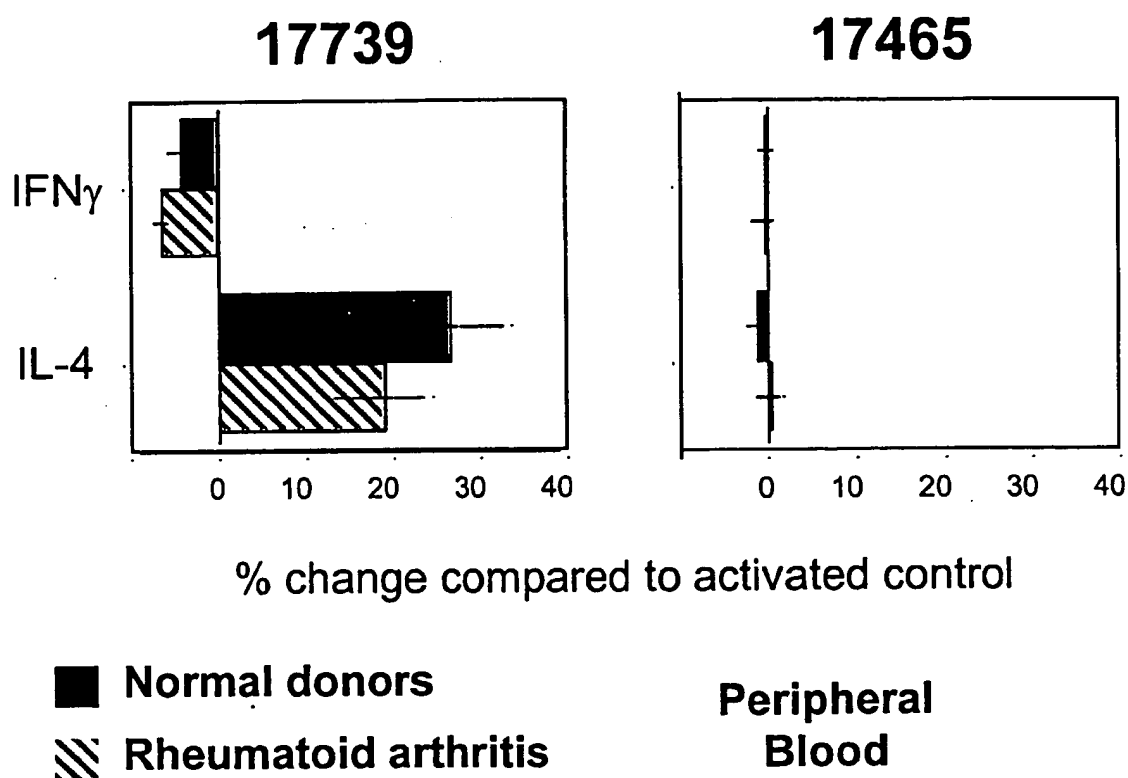 17739
17465
IFNγ
IL-4
0 10 20 30 40
0 10 20 30 40
% change compared to activated control
Normal donors
Rheumatoid arthritis
Peripheral
Blood